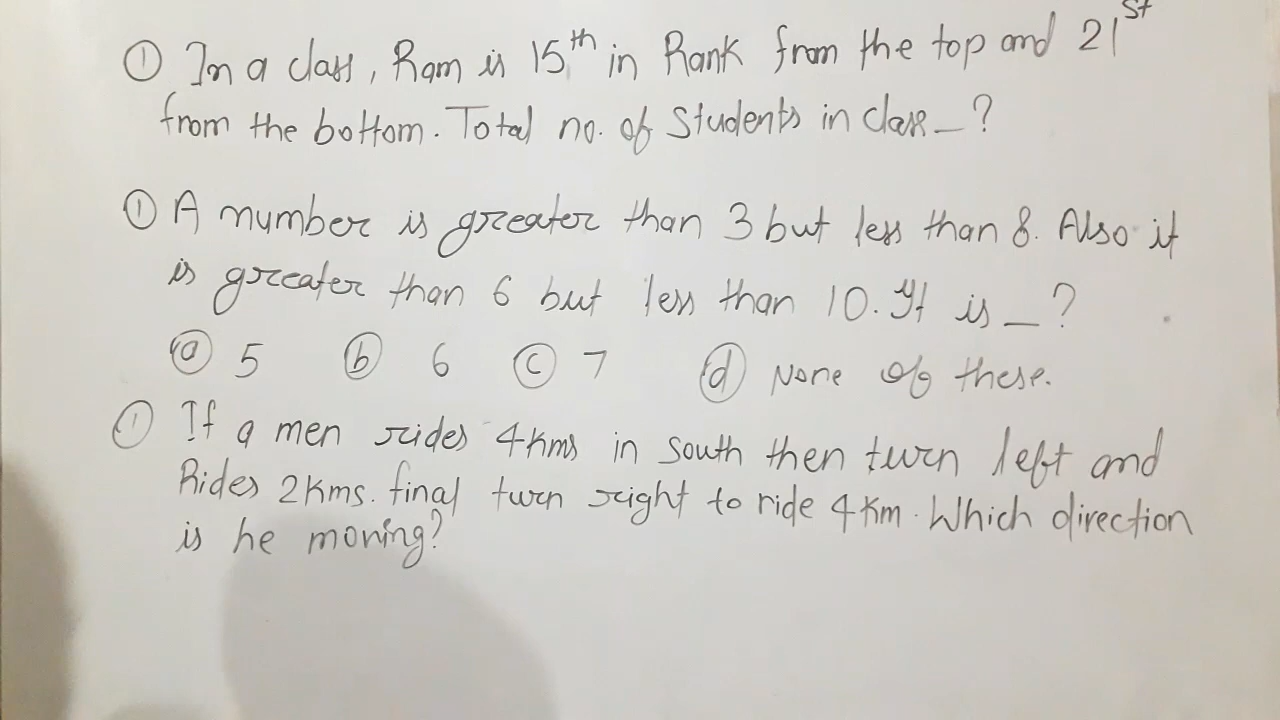 ① In a class, Ram is 15th in Rank from the top and 21st
from the bottom. Total no. of Students in class _ ?
① A number is greater than 3 but less than 8. Also it
is greater than 6 but less than 10. It is _ ?
ⓐ 5 ⓑ 6 ⓒ 7 ⓓ None of these.
① If a men rides 4kms in South then turn left and
Rides 2Kms. final turn right to ride 4km. Which direction
is he moving?